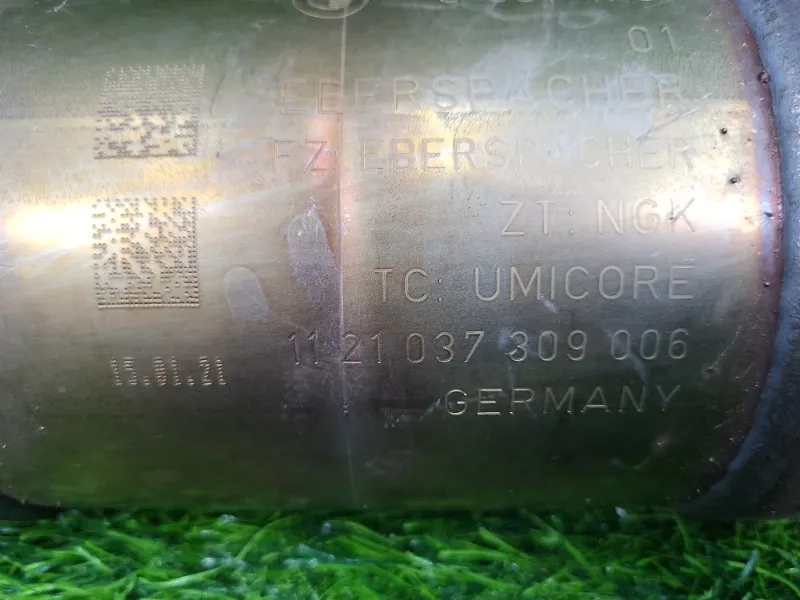 01
EBERSPACHER
FZ: EBERSPACHER
ZT: NGK
TC: UMICORE
11 21 037 309 006
GERMANY
15.01.21